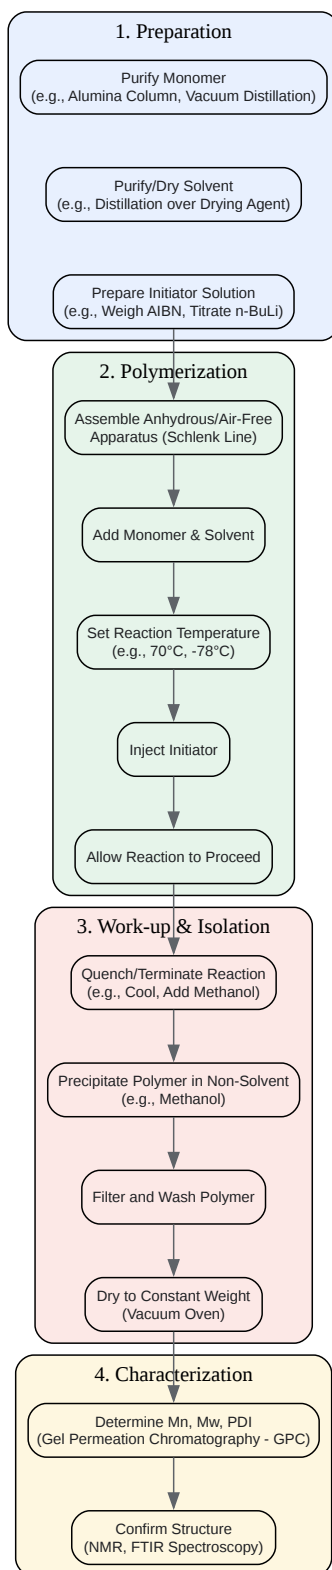 1. Preparation
Purify Monomer
(e.g., Alumina Column, Vacuum Distillation)
Purify/Dry Solvent
(e.g., Distillation over Drying Agent)
Prepare Initiator Solution
(e.g., Weigh AIBN, Titrate n-BuLi)
2. Polymerization
Assemble Anhydrous/Air-Free
Apparatus (Schlenk Line)
Add Monomer & Solvent
Set Reaction Temperature
(e.g., 70°C, -78°C)
Inject Initiator
Allow Reaction to Proceed
3. Work-up & Isolation
Quench/Terminate Reaction
(e.g., Cool, Add Methanol)
Precipitate Polymer in Non-Solvent
(e.g., Methanol)
Filter and Wash Polymer
Dry to Constant Weight
(Vacuum Oven)
4. Characterization
Determine Mn, Mw, PDI
(Gel Permeation Chromatography - GPC)
Confirm Structure
(NMR, FTIR Spectroscopy)